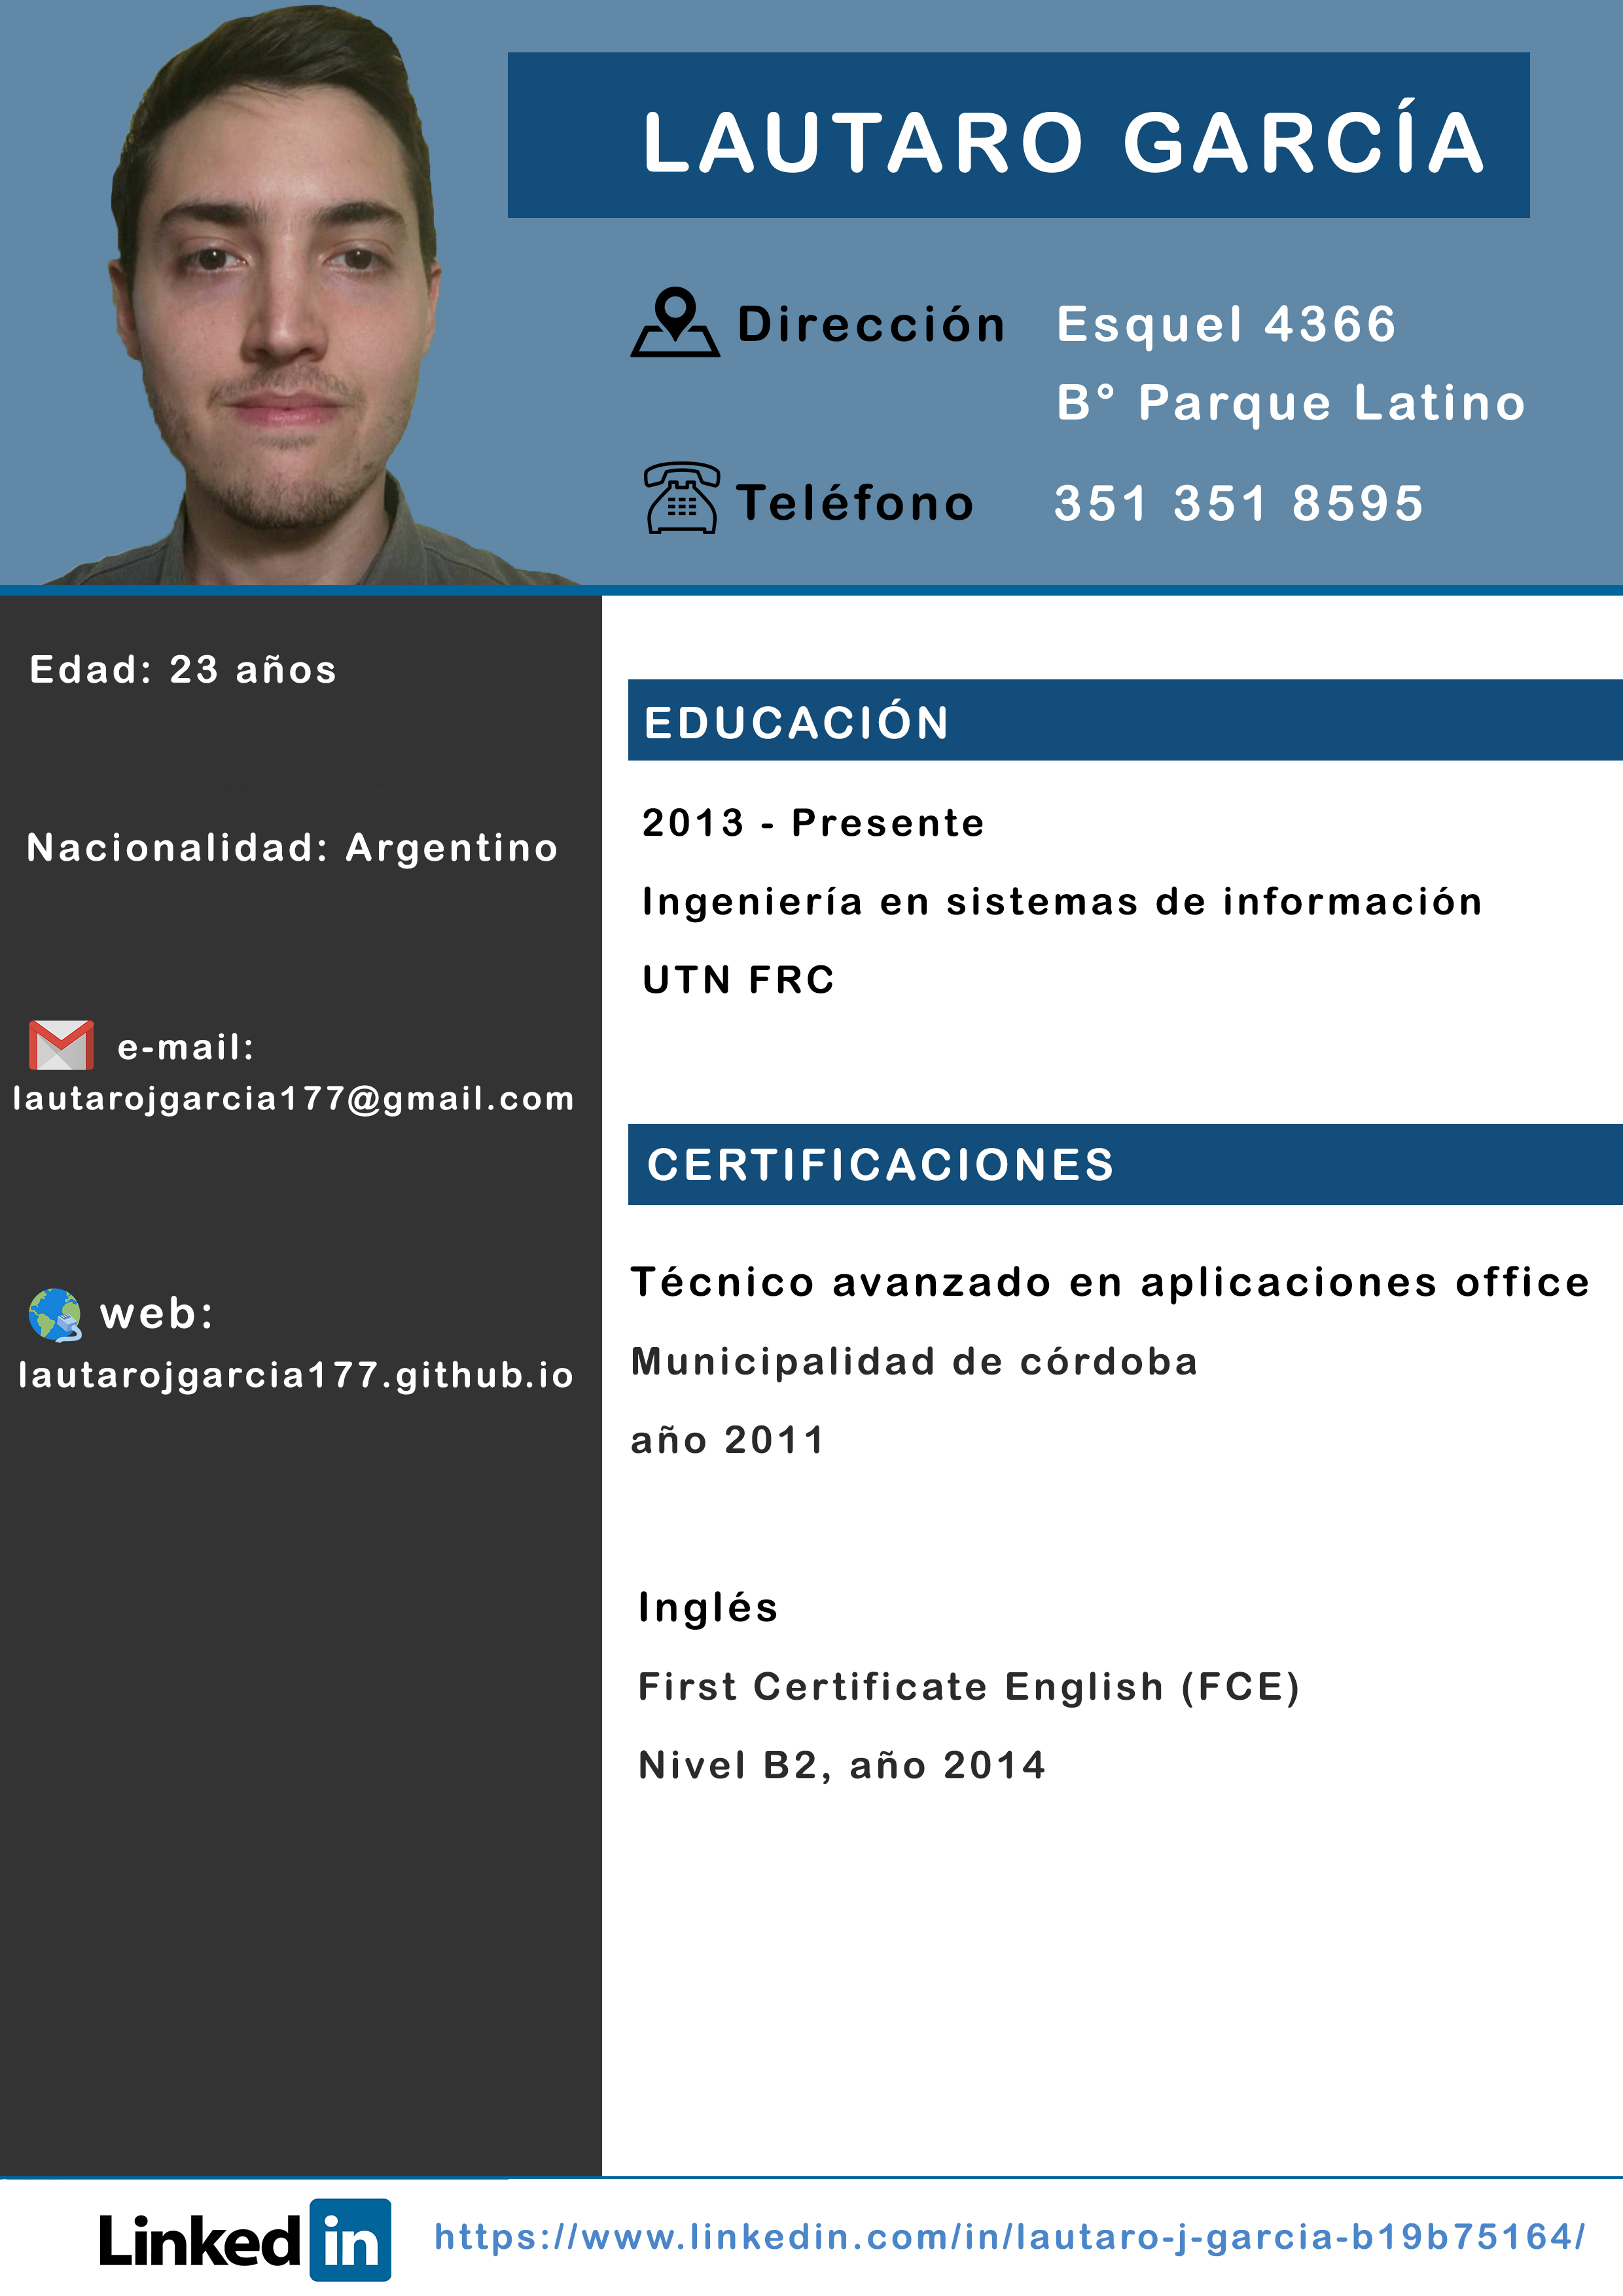 LAUTARO GARCÍA
Dirección Esquel 4366
B° Parque Latino
Teléfono 351 351 8595
Edad: 23 años
Nacionalidad: Argentino
e-mail:
lautarojgarcia177@gmail.com
web:
lautarojgarcia177.github.io
EDUCACIÓN
2013 - Presente
Ingeniería en sistemas de información
UTN FRC
CERTIFICACIONES
Técnico avanzado en aplicaciones office
Municipalidad de córdoba
año 2011
Inglés
First Certificate English (FCE)
Nivel B2, año 2014
Linked in https://www.linkedin.com/in/lautaro-j-garcia-b19b75164/